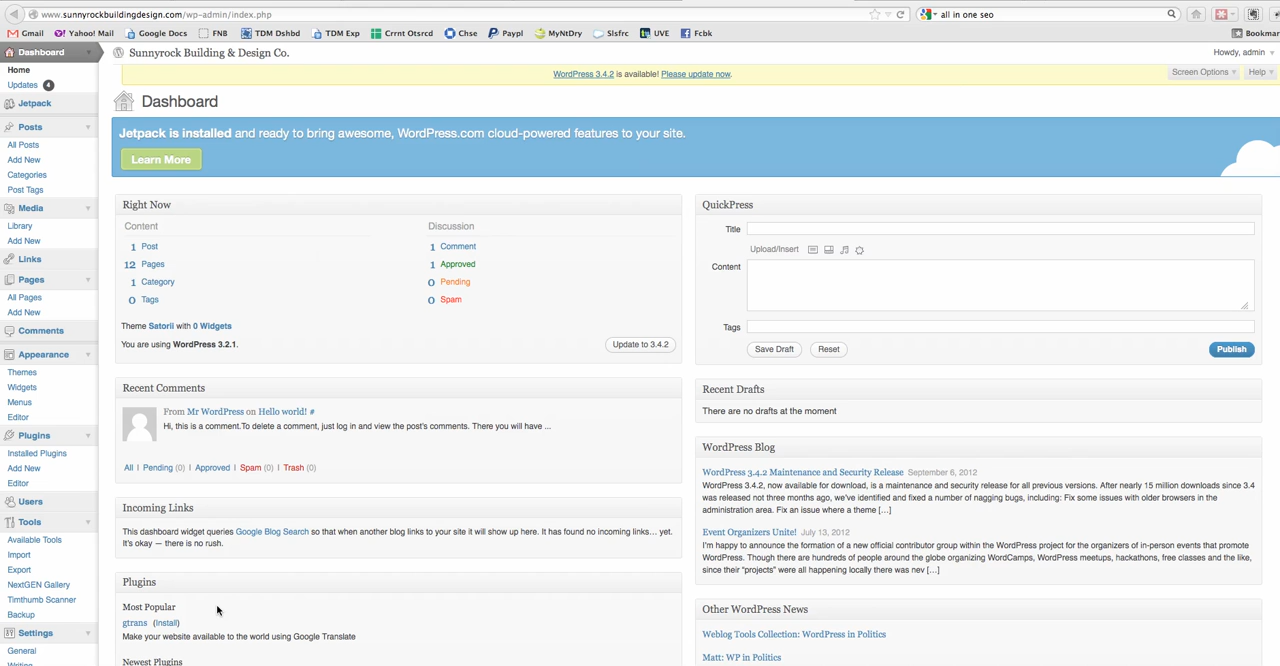 www.sunnyrockbuildingdesign.com/wp-admin/index.php
all in one seo
Gmail
Yahoo! Mail
Google Docs
FNB
TDM Dshbd
TDM Exp
Crrnt Otsrcd
Chse
Paypl
MyNtDry
Slsfrc
UVE
Fcbk
Bookmar
Dashboard
Sunnyrock Building & Design Co.
Howdy, admin
Home
Updates 4
Jetpack
Posts
All Posts
Add New
Categories
Post Tags
Media
Library
Add New
Links
Pages
All Pages
Add New
Comments
Appearance
Themes
Widgets
Menus
Editor
Plugins
Installed Plugins
Add New
Editor
Users
Tools
Available Tools
Import
Export
NextGEN Gallery
Timthumb Scanner
Backup
Settings
General
Writing
WordPress 3.4.2 is available! Please update now.
Screen Options
Help
Dashboard
Jetpack is installed and ready to bring awesome, WordPress.com cloud-powered features to your site.
Learn More
Right Now
Content
Discussion
1 Post
1 Comment
12 Pages
1 Approved
1 Category
0 Pending
0 Tags
0 Spam
Theme Satorii with 0 Widgets
You are using WordPress 3.2.1.
Update to 3.4.2
Recent Comments
From Mr WordPress on Hello world! #
Hi, this is a comment.To delete a comment, just log in and view the post's comments. There you will have ...
All | Pending (0) | Approved | Spam (0) | Trash (0)
Incoming Links
This dashboard widget queries Google Blog Search so that when another blog links to your site it will show up here. It has found no incoming links… yet.
It's okay — there is no rush.
Plugins
Most Popular
gtrans (Install)
Make your website available to the world using Google Translate
Newest Plugins
QuickPress
Title
Upload/Insert
Content
Tags
Save Draft
Reset
Publish
Recent Drafts
There are no drafts at the moment
WordPress Blog
WordPress 3.4.2 Maintenance and Security Release September 6, 2012
WordPress 3.4.2, now available for download, is a maintenance and security release for all previous versions. After nearly 15 million downloads since 3.4
was released not three months ago, we've identified and fixed a number of nagging bugs, including: Fix some issues with older browsers in the
administration area. Fix an issue where a theme [...]
Event Organizers Unite! July 13, 2012
I'm happy to announce the formation of a new official contributor group within the WordPress project for the organizers of in-person events that promote
WordPress. Though there are hundreds of people around the globe organizing WordCamps, WordPress meetups, hackathons, free classes and the like,
since their "projects" were all happening locally there was nev [...]
Other WordPress News
Weblog Tools Collection: WordPress in Politics
Matt: WP in Politics